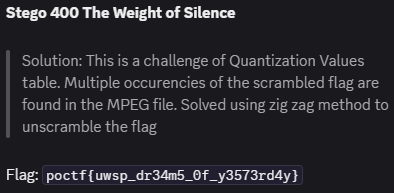 Stego 400 The Weight of Silence
Solution: This is a challenge of Quantization Values
table. Multiple occurencies of the scrambled flag are
found in the MPEG file. Solved using zig zag method to
unscramble the flag
Flag: poctf{uwsp_dr34m5_0f_y3573rd4y}